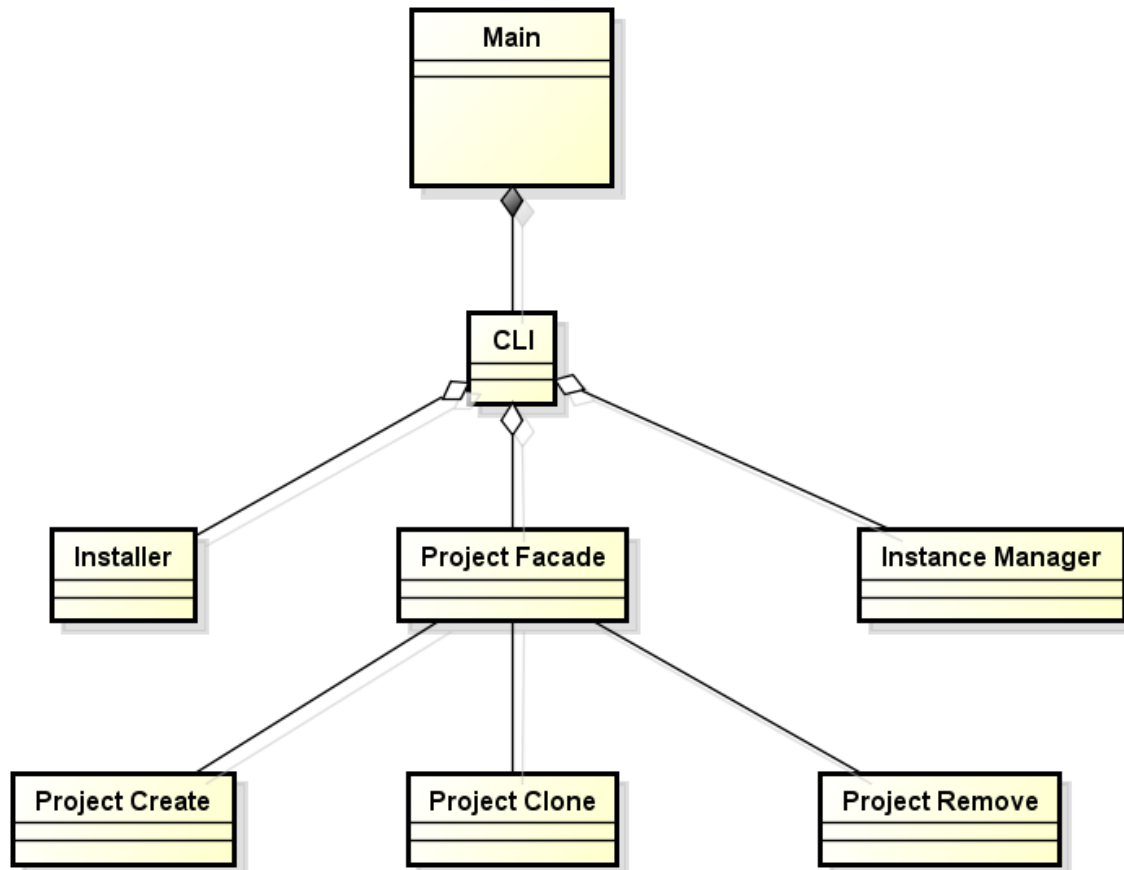 Main
CLI
Installer
Project Facade
Instance Manager
Project Create
Project Clone
Project Remove